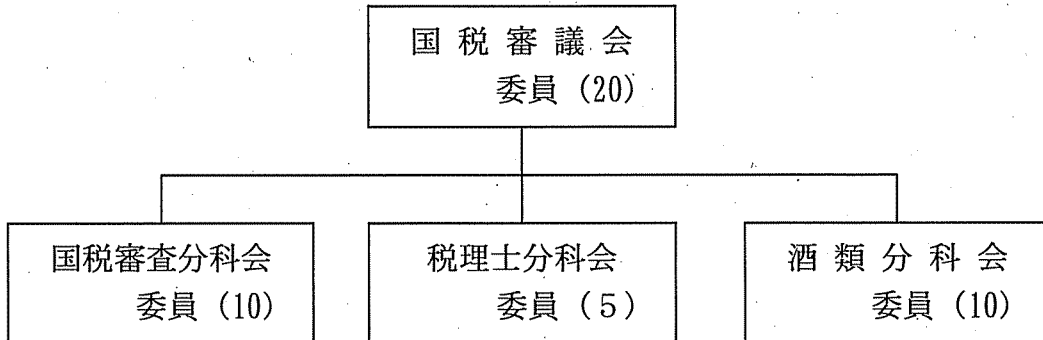 国税審議会
委員（20）
国税審査分科会
委員（10）
税理士分科会
委員（５）
酒類分科会
委員（10）